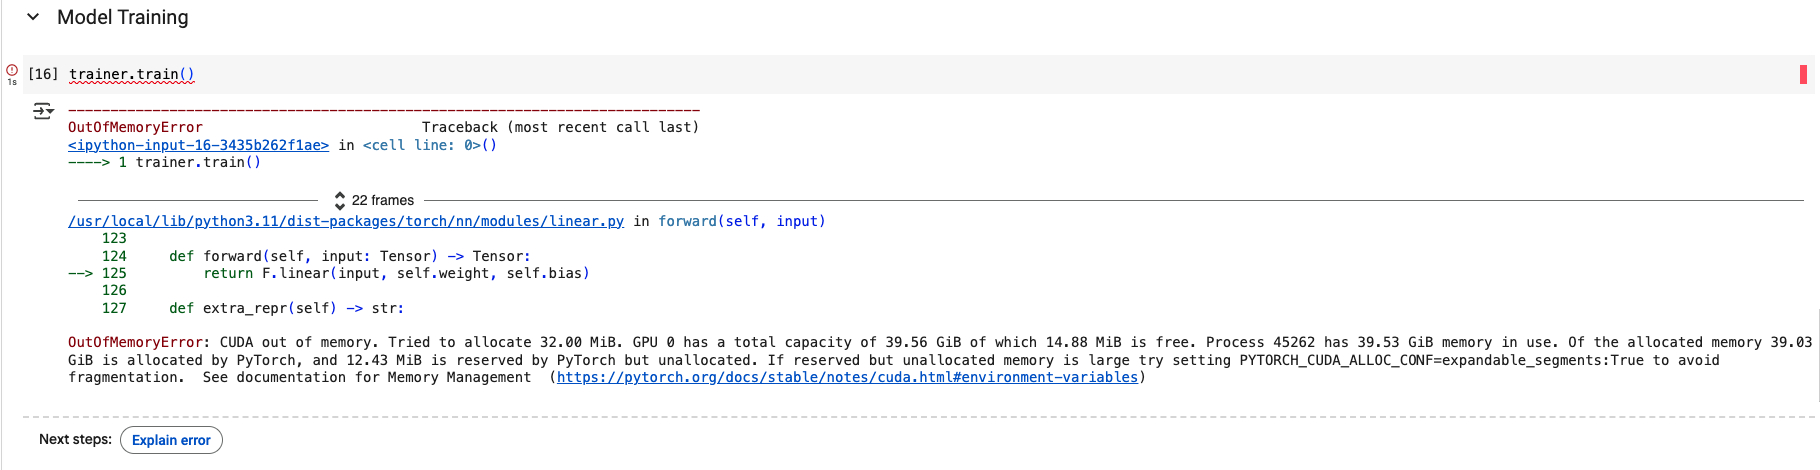 Model Training
[16] trainer.train()
1s
---------------------------------------------------------------------------
OutOfMemoryError                          Traceback (most recent call last)
<ipython-input-16-3435b262f1ae> in <cell line: 0>()
----> 1 trainer.train()
22 frames
/usr/local/lib/python3.11/dist-packages/torch/nn/modules/linear.py in forward(self, input)
    123
    124     def forward(self, input: Tensor) -> Tensor:
--> 125         return F.linear(input, self.weight, self.bias)
    126
    127     def extra_repr(self) -> str:
OutOfMemoryError: CUDA out of memory. Tried to allocate 32.00 MiB. GPU 0 has a total capacity of 39.56 GiB of which 14.88 MiB is free. Process 45262 has 39.53 GiB memory in use. Of the allocated memory 39.03
GiB is allocated by PyTorch, and 12.43 MiB is reserved by PyTorch but unallocated. If reserved but unallocated memory is large try setting PYTORCH_CUDA_ALLOC_CONF=expandable_segments:True to avoid
fragmentation.  See documentation for Memory Management  (https://pytorch.org/docs/stable/notes/cuda.html#environment-variables)
Next steps: Explain error